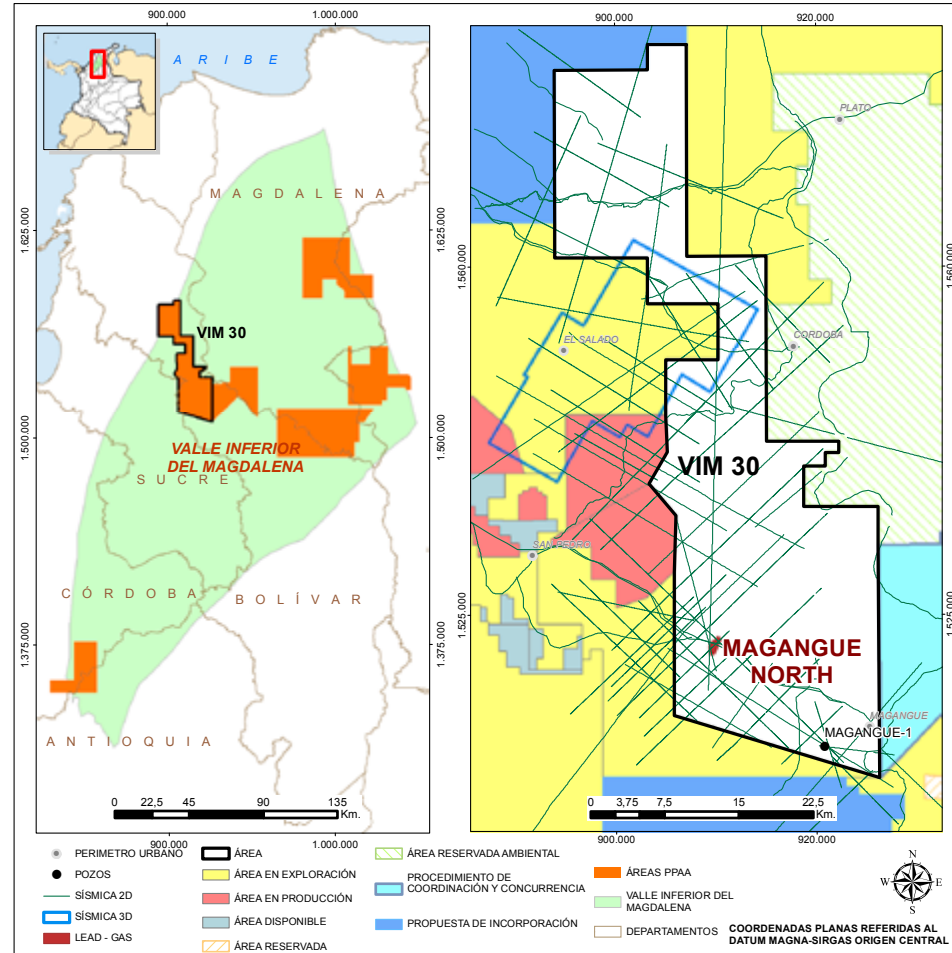 900.000
1.000.000
ARIBE
MAGDALENA
1.625.000
1.625.000
VIM 30
1.500.000
1.500.000
VALLE INFERIOR
DEL MAGDALENA
SUCRE
CÓRDOBA
BOLÍVAR
1.375.000
1.375.000
ANTIOQUIA
0 22,5 45 90 135
Km.
900.000
1.000.000
900.000
920.000
PLATO
1.560.000
1.560.000
EL SALADO
CORDOBA
VIM 30
SAN PEDRO
1.525.000
1.525.000
MAGANGUE
NORTH
MAGANGUE
MAGANGUE-1
0 3,75 7,5 15 22,5
Km.
900.000
920.000
PERIMETRO URBANO
POZOS
SÍSMICA 2D
SÍSMICA 3D
LEAD - GAS
ÁREA
ÁREA EN EXPLORACIÓN
ÁREA EN PRODUCCIÓN
ÁREA DISPONIBLE
ÁREA RESERVADA
ÁREA RESERVADA AMBIENTAL
PROCEDIMIENTO DE
COORDINACIÓN Y CONCURRENCIA
PROPUESTA DE INCORPORACIÓN
ÁREAS PPAA
VALLE INFERIOR DEL
MAGDALENA
DEPARTAMENTOS
N
W E
S
COORDENADAS PLANAS REFERIDAS AL
DATUM MAGNA-SIRGAS ORIGEN CENTRAL